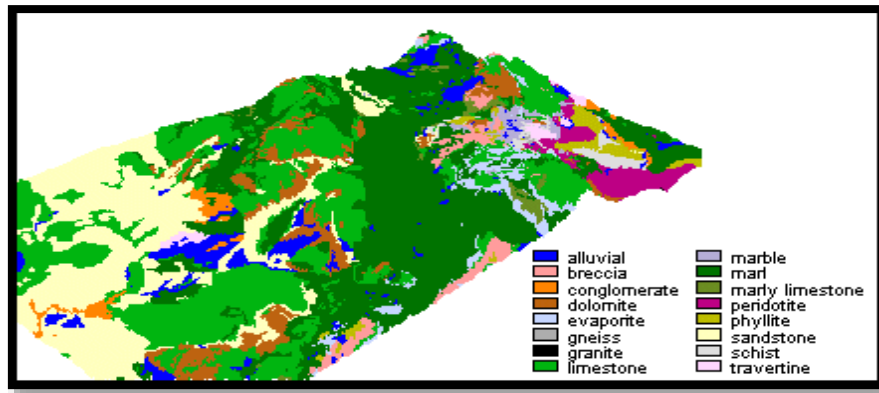 alluvial
breccia
conglomerate
dolomite
evaporite
gneiss
granite
limestone
marble
marl
marly limestone
peridotite
phyllite
sandstone
schist
travertine